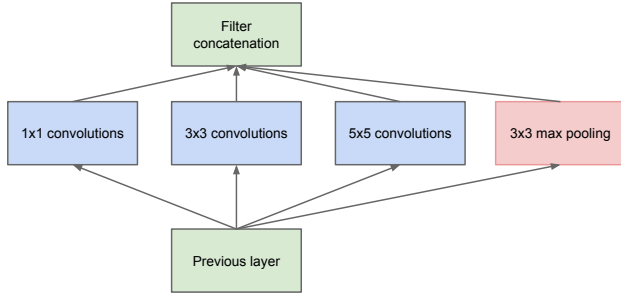 Filter
concatenation
1x1 convolutions
3x3 convolutions
5x5 convolutions
3x3 max pooling
Previous layer